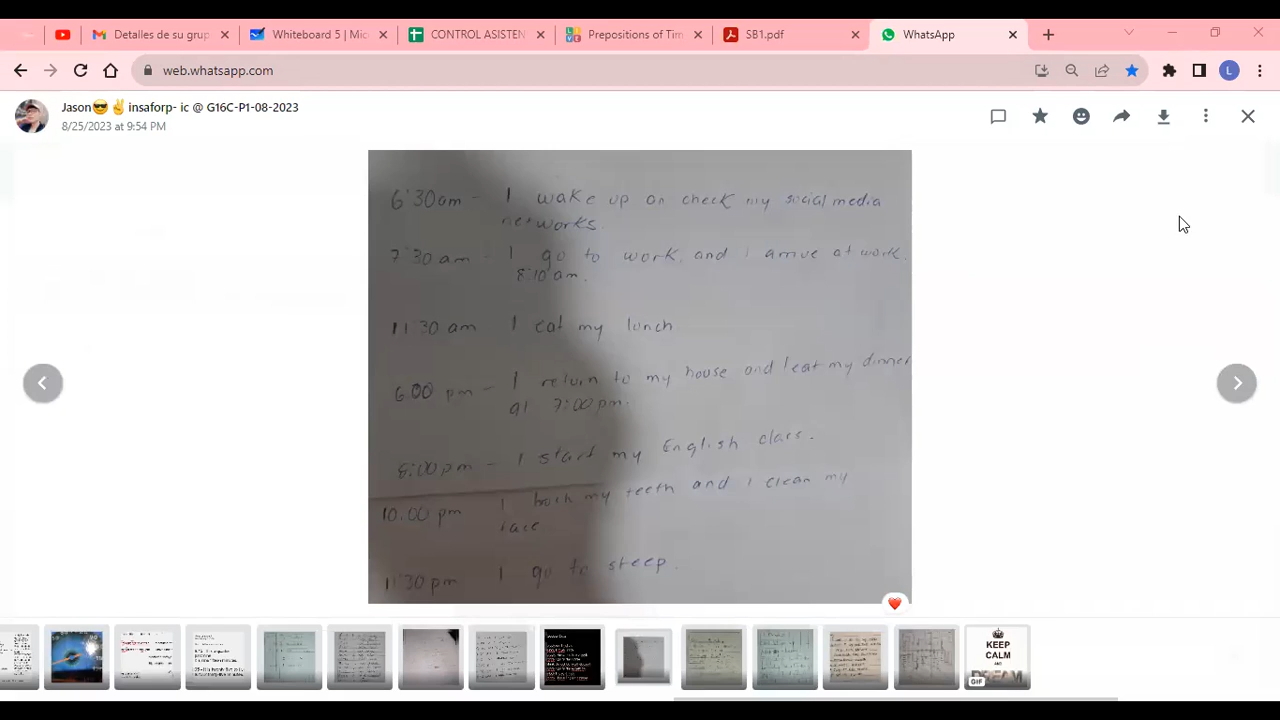 Detalles de su grup
Whiteboard 5 | Mic
CONTROL ASISTEN
Prepositions of Tim
SB1.pdf
WhatsApp
web.whatsapp.com
L
Jason😎✌ insaforp- ic @ G16C-P1-08-2023
8/25/2023 at 9:54 PM
6:30am - I wake up on check my social media
networks.
7:30 am - I go to work, and I arrive at work.
8:10 am.
11:30 am I eat my lunch
6:00 pm - I return to my house and I eat my dinner
at 7:00 pm.
8:00 pm - I start my English class.
10:00 pm I my teeth and I clean my
face
11:30 pm I go to sleep.
KEEP
CALM
AND
DREAM
GIF